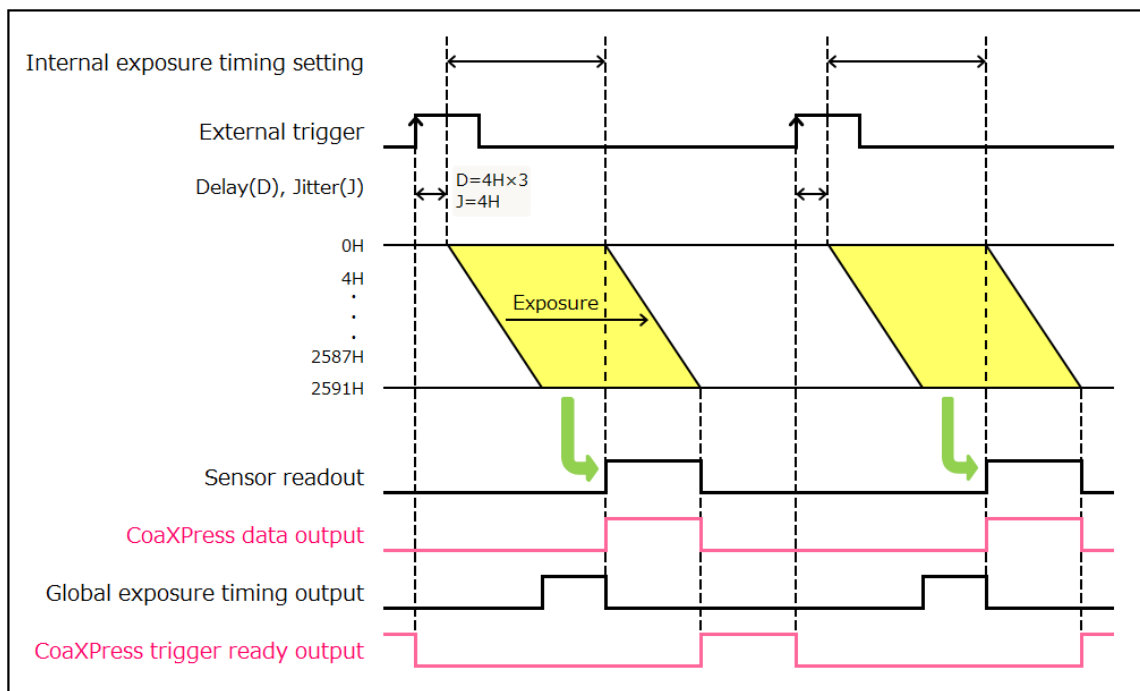 Internal exposure timing setting
External trigger
Delay(D), Jitter(J)
D=4H×3
J=4H
0H
4H
·
·
·
2587H
2591H
Exposure
Sensor readout
CoaXPress data output
Global exposure timing output
CoaXPress trigger ready output